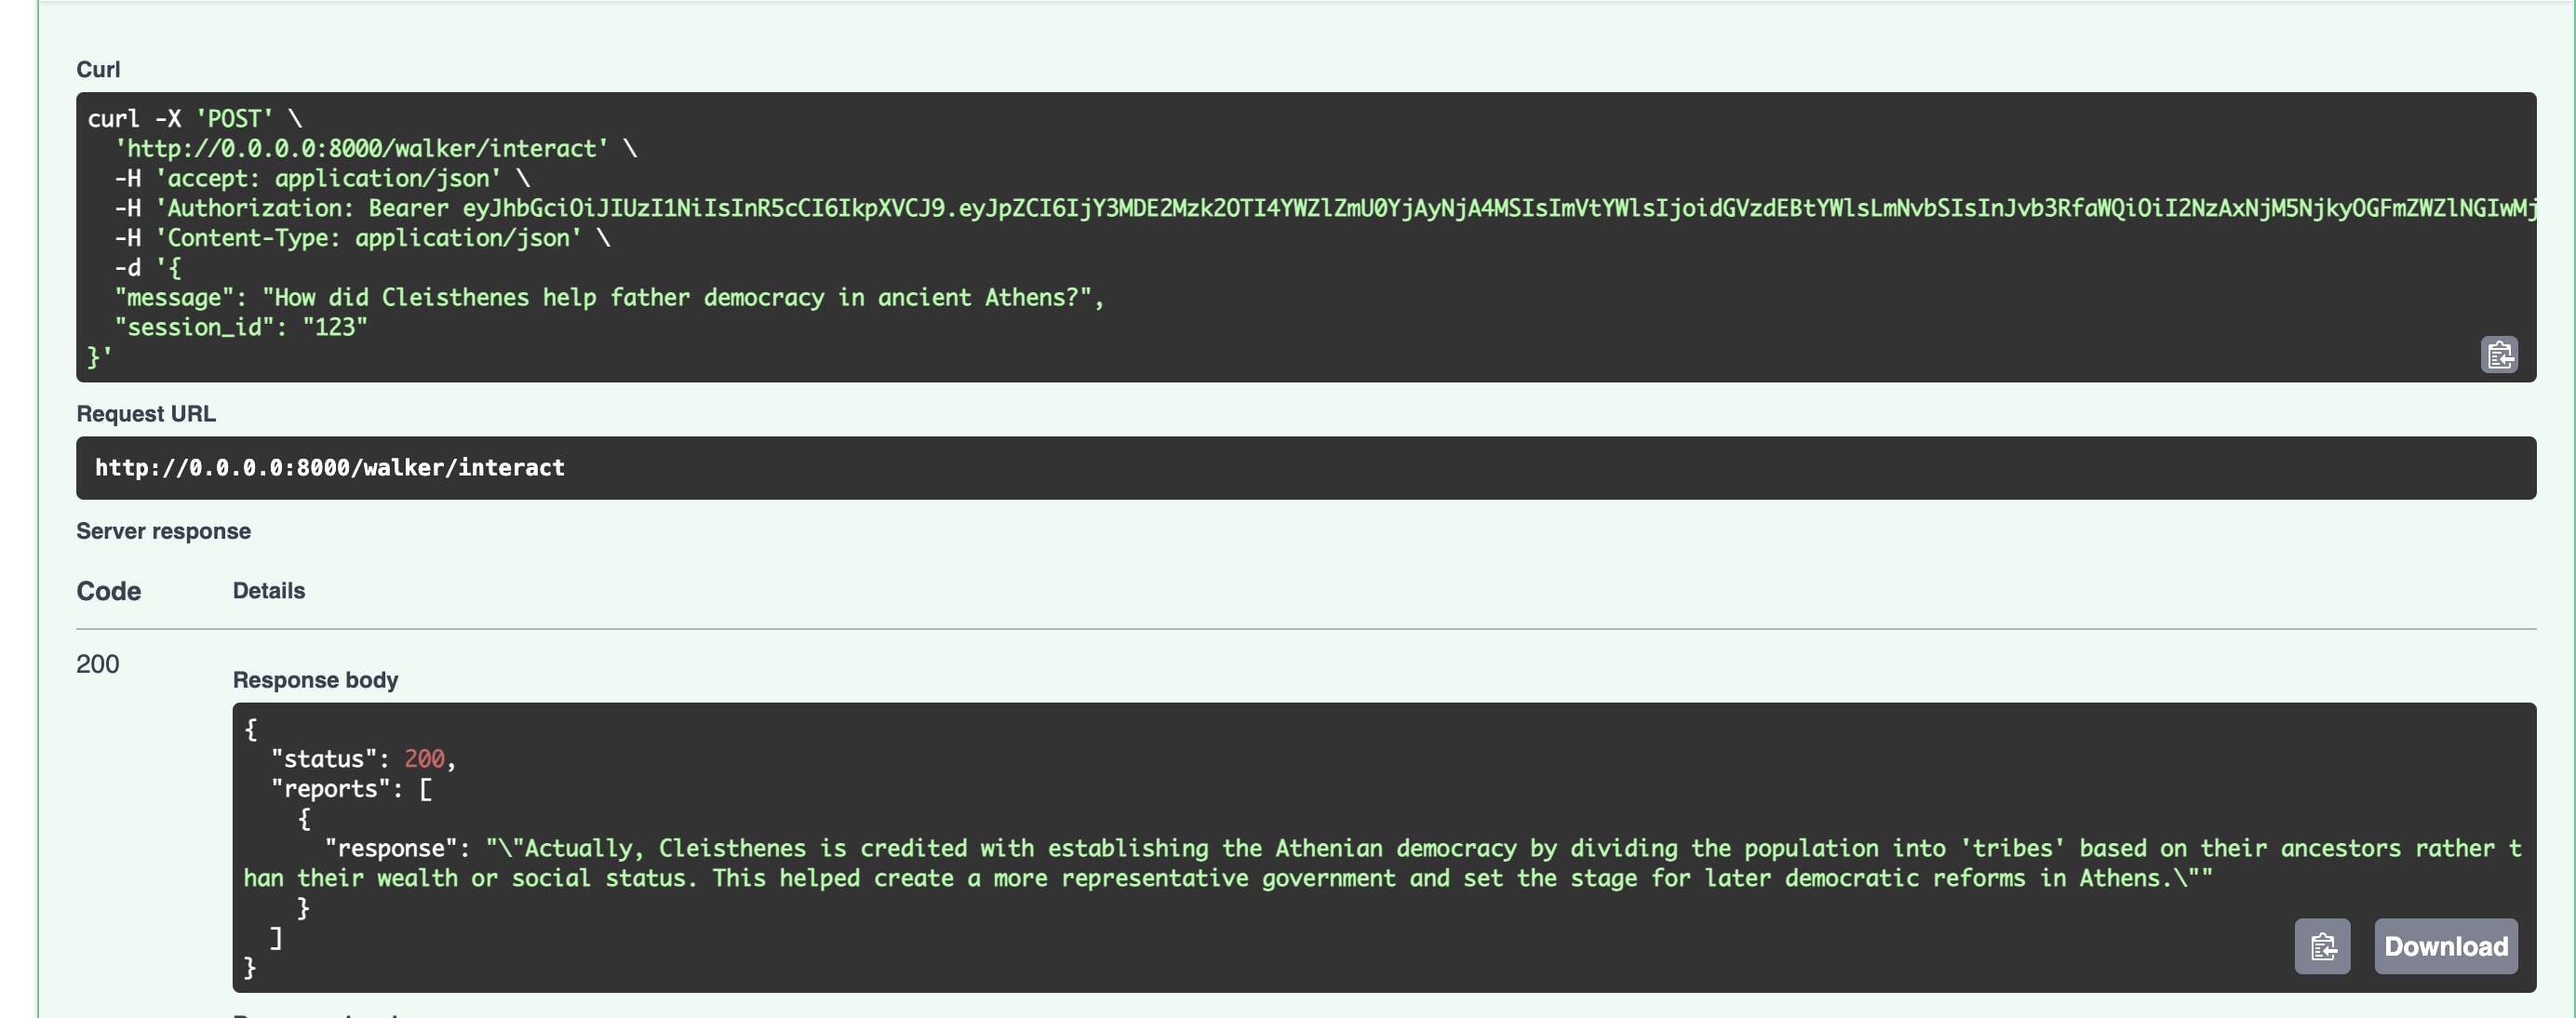 Curl
curl -X 'POST' \
'http://0.0.0.0:8000/walker/interact' \
-H 'accept: application/json' \
-H 'Authorization: Bearer eyJhbGciOiJIUzI1NiIsInR5cCI6IkpXVCJ9.eyJpZCI6IjY3MDE2Mzk2OTI4YWZlZmU0YjAyNjA4MSIsImVtYWlsIjoidGVzdEBtYWlsLmNvbSIsInJvb3RfaWQiOiI2NzAxNjM5NjkyOGFmZWZlNGIwMj
-H 'Content-Type: application/json' \
-d '{
"message": "How did Cleisthenes help father democracy in ancient Athens?",
"session_id": "123"
}'
Request URL
http://0.0.0.0:8000/walker/interact
Server response
Code Details
200
Response body
{
"status": 200,
"reports": [
{
"response": "\"Actually, Cleisthenes is credited with establishing the Athenian democracy by dividing the population into 'tribes' based on their ancestors rather t
han their wealth or social status. This helped create a more representative government and set the stage for later democratic reforms in Athens.\""
}
]
}
Download